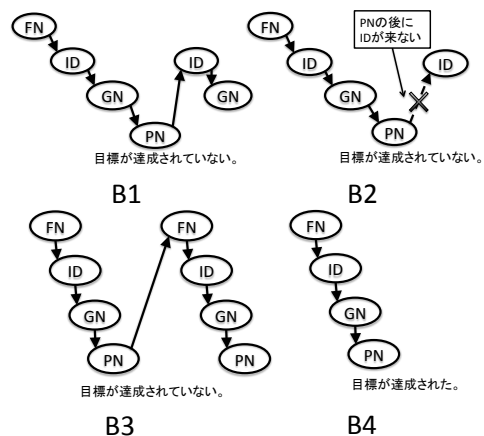 FN
ID
GN
PN
ID
GN
目標が達成されていない。
B1
FN
ID
GN
PN
ID
PNの後に
IDが来ない
目標が達成されていない。
B2
FN
ID
GN
PN
FN
ID
GN
PN
目標が達成されていない。
B3
FN
ID
GN
PN
目標が達成された。
B4